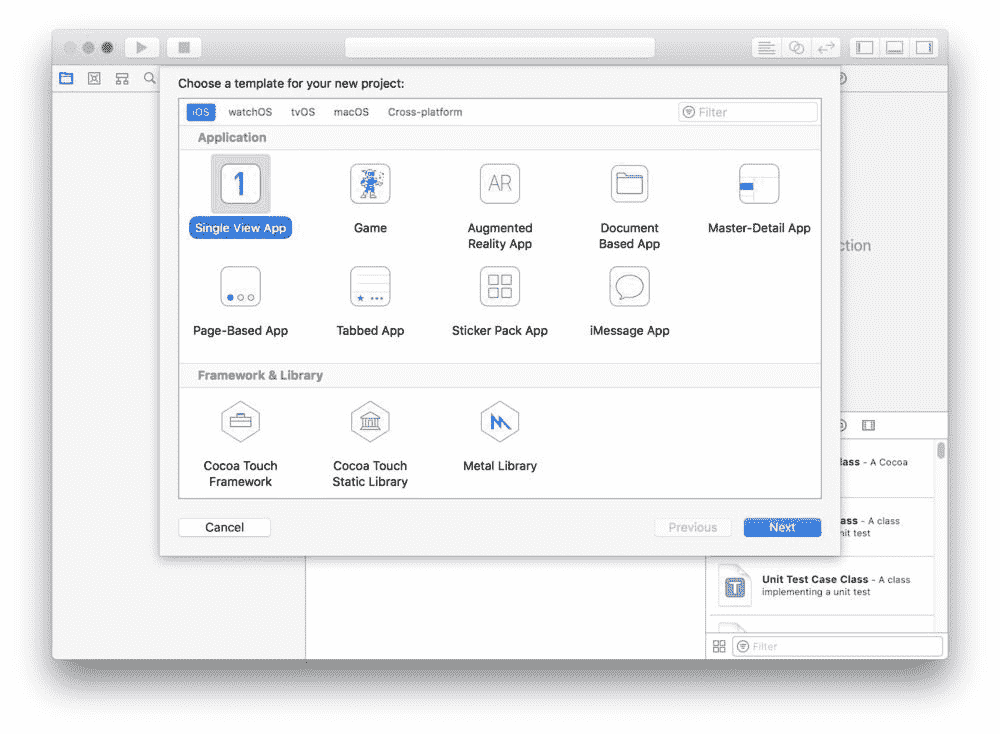 Choose a template for your new project:
iOS watchOS tvOS macOS Cross-platform Filter
Application
1 AR
Single View App Game Augmented Reality App Document Based App Master-Detail App
Page-Based App Tabbed App Sticker Pack App iMessage App
Framework & Library
Cocoa Touch Framework Cocoa Touch Static Library Metal Library
Cancel Previous Next
ction
lass - A Cocoa
ass - A class
nit test
Unit Test Case Class - A class
implementing a unit test
Filter